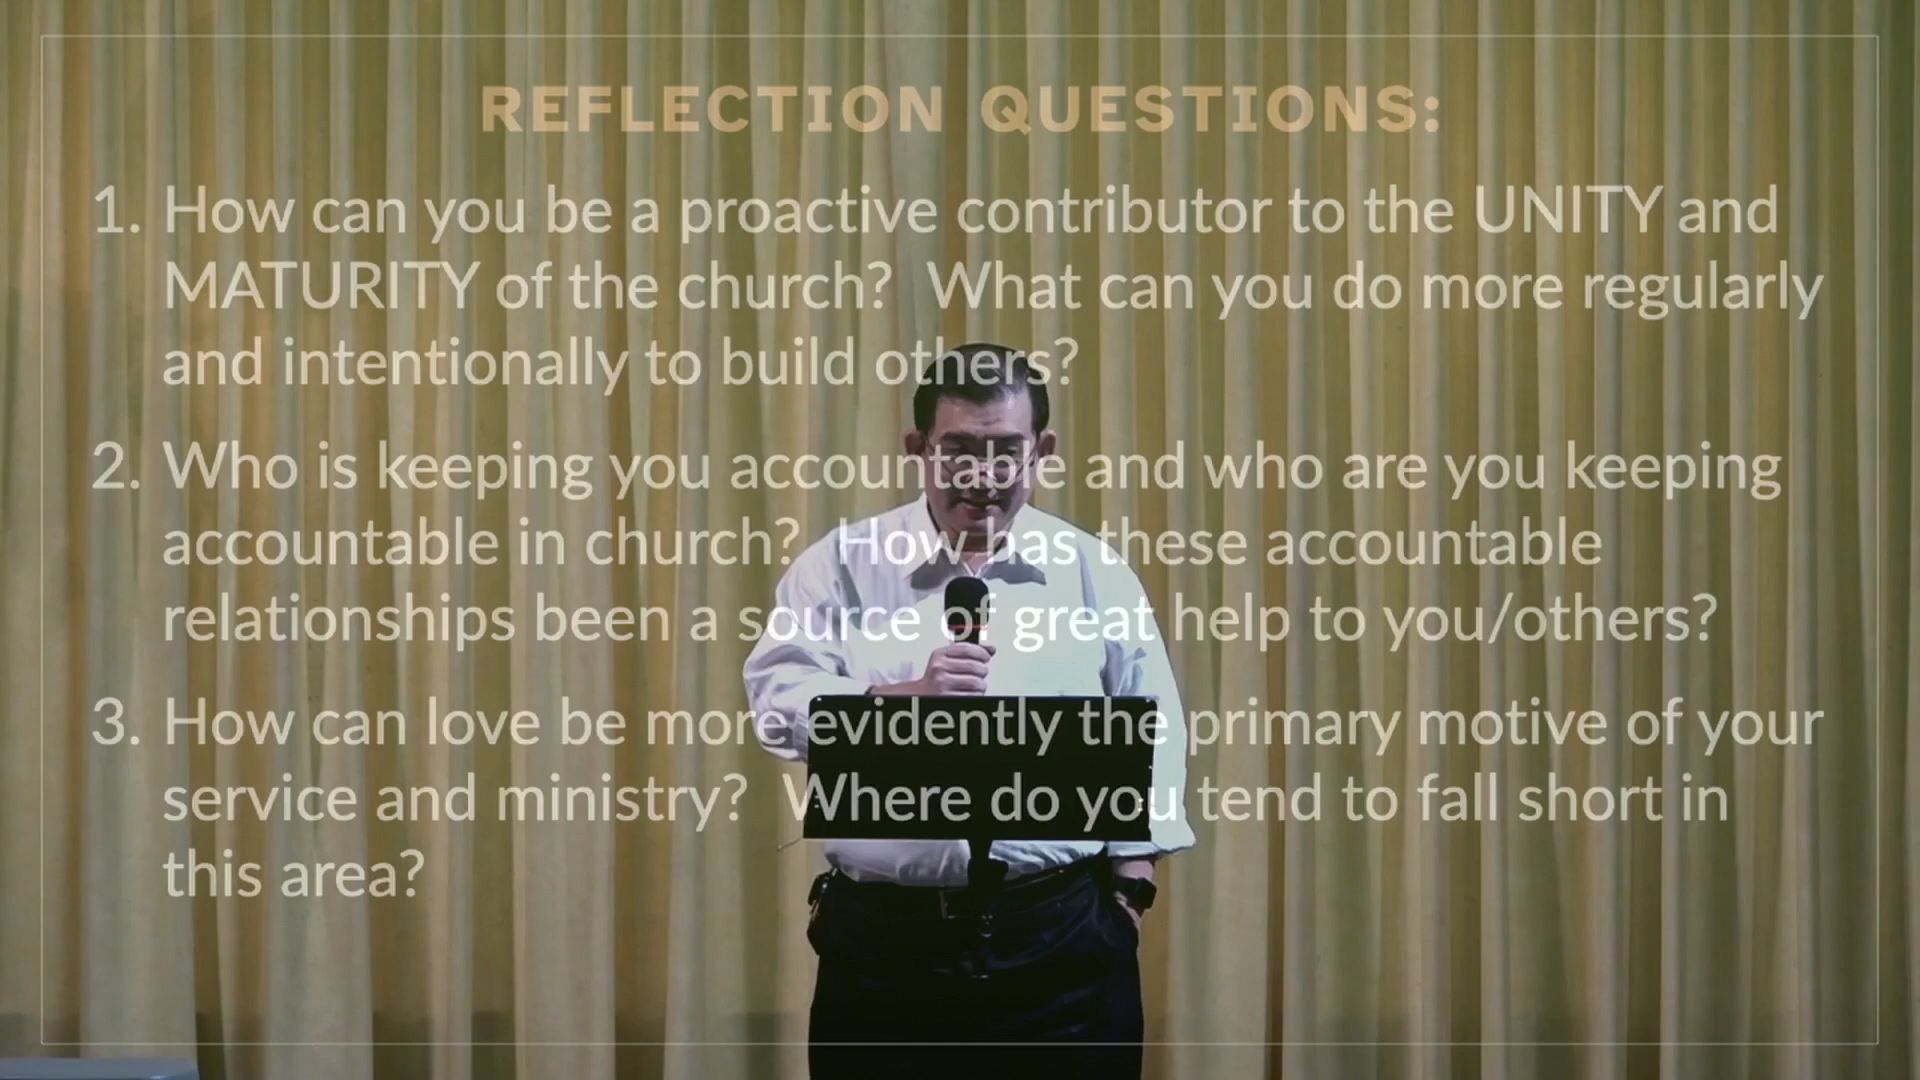 REFLECTION QUESTIONS:
1. How can you be a proactive contributor to the UNITY and
MATURITY of the church? What can you do more regularly
and intentionally to build others?
2. Who is keeping you accountable and who are you keeping
accountable in church? How has these accountable
relationships been a source of great help to you/others?
3. How can love be more evidently the primary motive of your
service and ministry? Where do you tend to fall short in
this area?